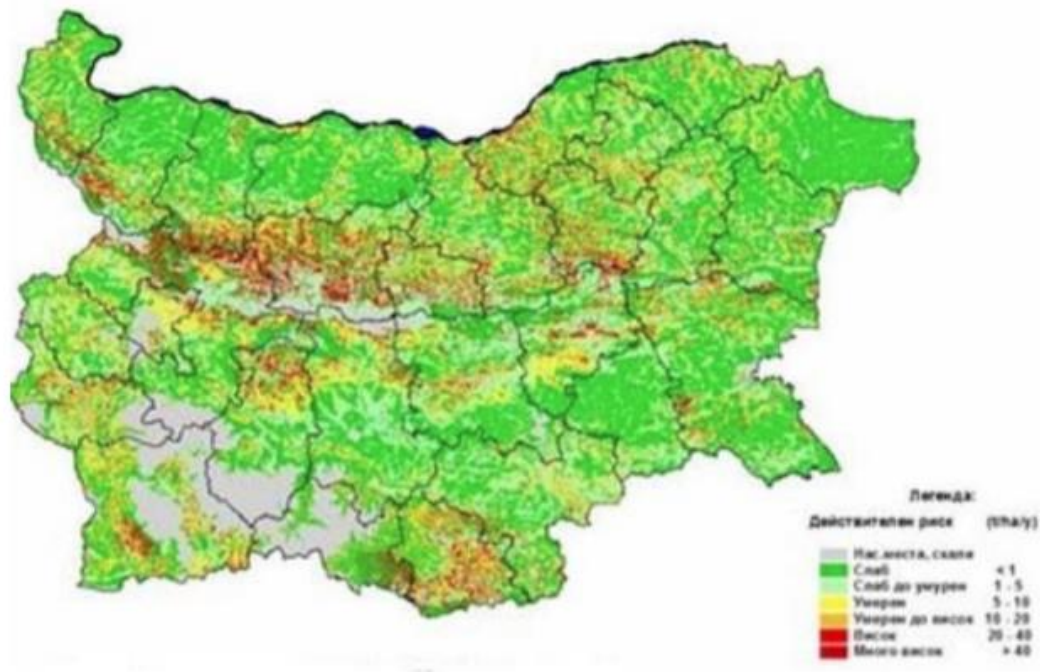 Легенда:
Действителен риск (t/ha/y)
Нас.места, скали
Слаб < 1
Слаб до умерен 1 - 5
Умерен 5 - 10
Умерен до висок 10 - 20
Висок 20 - 40
Много висок > 40